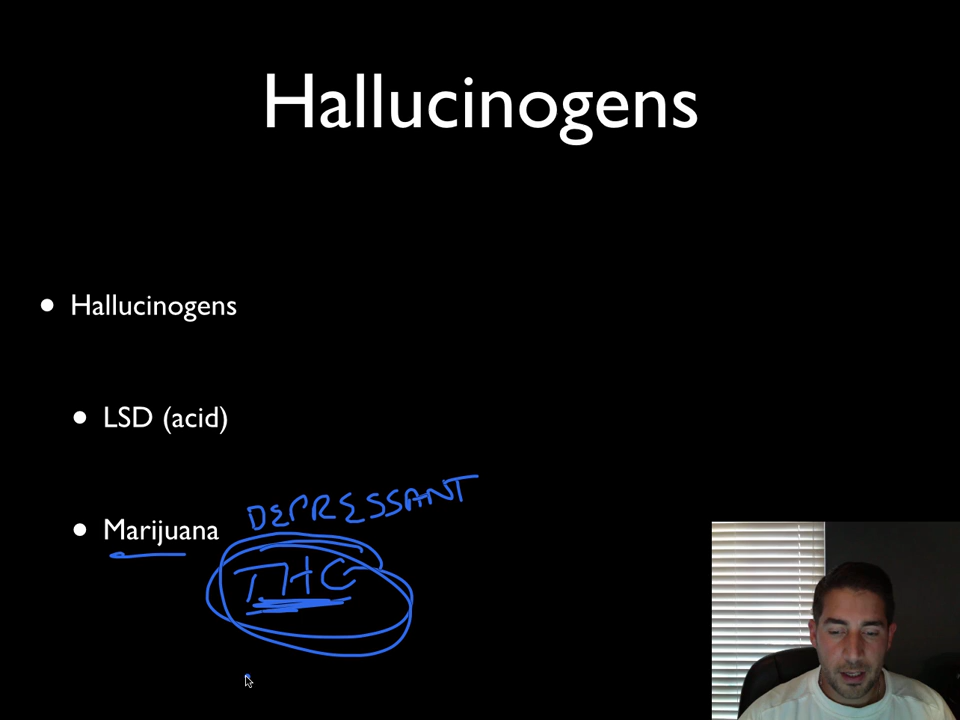 Hallucinogens
• Hallucinogens
• LSD (acid)
DEPRESSANT
• Marijuana
THC